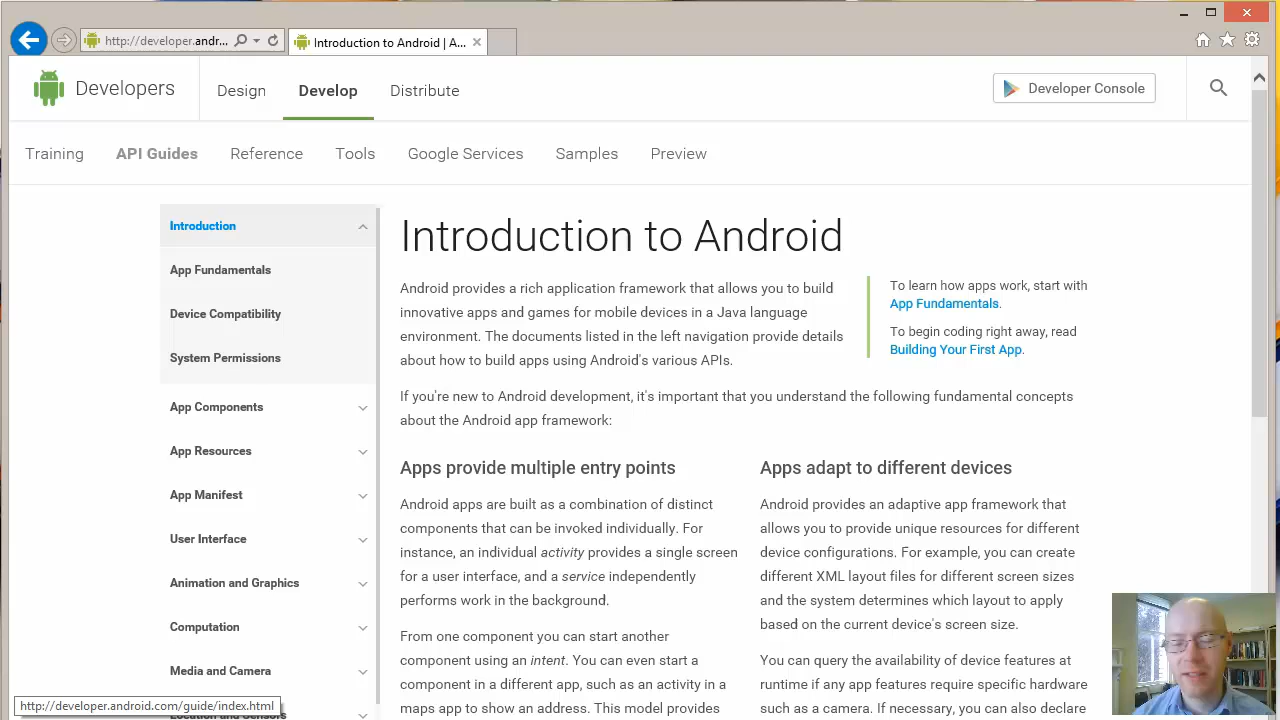 http://developer.andr...
Introduction to Android | A...
Developers
Design
Develop
Distribute
Developer Console
Training
API Guides
Reference
Tools
Google Services
Samples
Preview
Introduction
App Fundamentals
Device Compatibility
System Permissions
App Components
App Resources
App Manifest
User Interface
Animation and Graphics
Computation
Media and Camera
Location and Sensors
http://developer.android.com/guide/index.html
Introduction to Android
Android provides a rich application framework that allows you to build
innovative apps and games for mobile devices in a Java language
environment. The documents listed in the left navigation provide details
about how to build apps using Android's various APIs.
To learn how apps work, start with
App Fundamentals.
To begin coding right away, read
Building Your First App.
If you're new to Android development, it's important that you understand the following fundamental concepts
about the Android app framework:
Apps provide multiple entry points
Android apps are built as a combination of distinct
components that can be invoked individually. For
instance, an individual activity provides a single screen
for a user interface, and a service independently
performs work in the background.
From one component you can start another
component using an intent. You can even start a
component in a different app, such as an activity in a
maps app to show an address. This model provides
Apps adapt to different devices
Android provides an adaptive app framework that
allows you to provide unique resources for different
device configurations. For example, you can create
different XML layout files for different screen sizes
and the system determines which layout to apply
based on the current device's screen size.
You can query the availability of device features at
runtime if any app features require specific hardware
such as a camera. If necessary, you can also declare